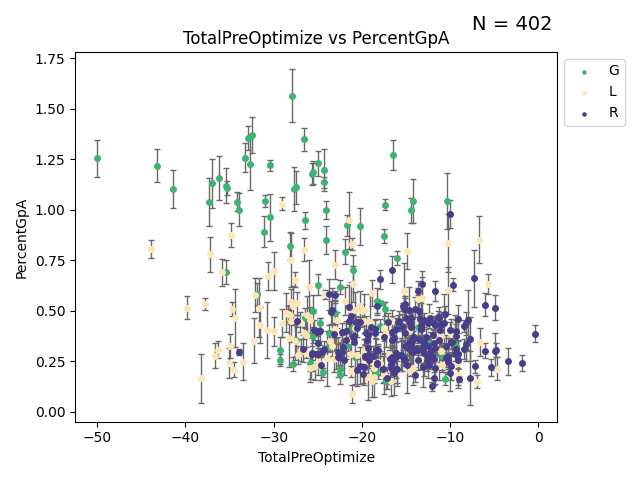 N = 402
TotalPreOptimize vs PercentGpA
1.75
1.50
1.25
1.00
0.75
0.50
0.25
0.00
PercentGpA
−50
−40
−30
−20
−10
0
TotalPreOptimize
G
L
R